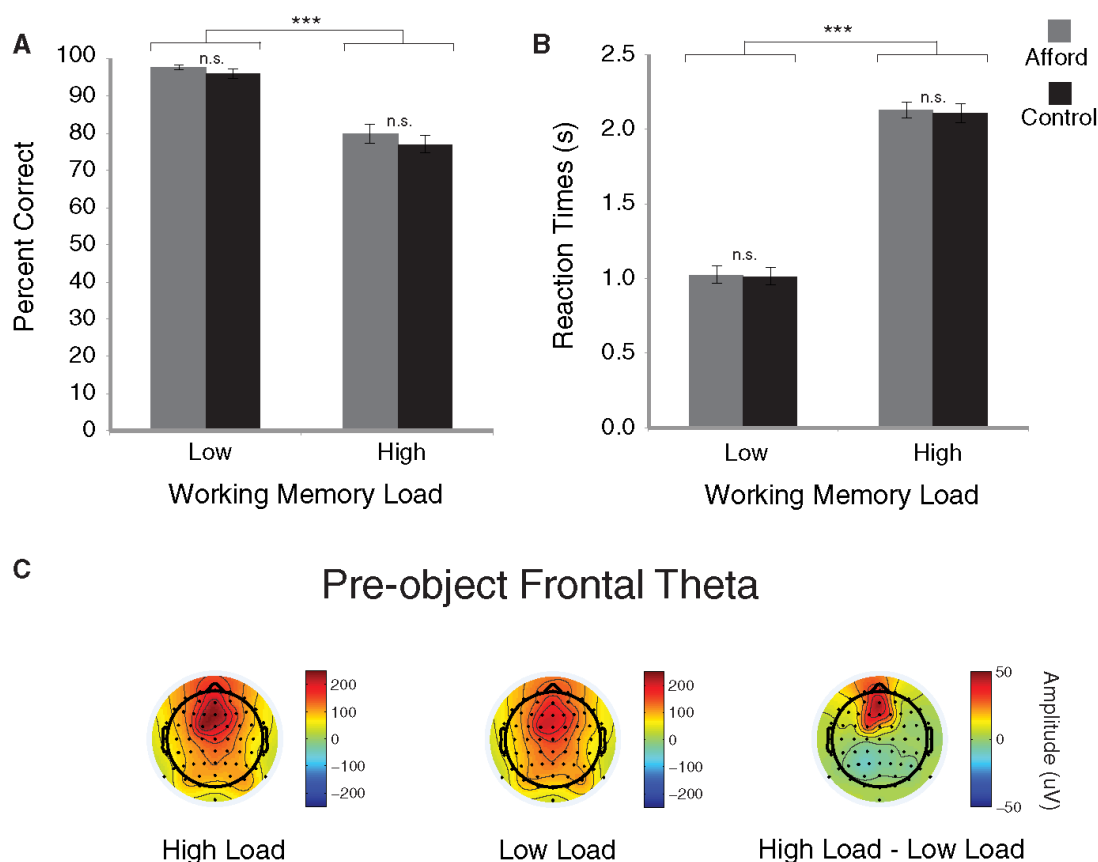 A
***
n.s.
n.s.
100
90
80
70
60
50
40
30
20
10
0
Percent Correct
Low High
Working Memory Load
B
***
n.s.
n.s.
2.5
2.0
1.5
1.0
0.5
0.0
Reaction Times (s)
Low High
Working Memory Load
Afford
Control
C
Pre-object Frontal Theta
200
100
0
−100
−200
High Load
200
100
0
−100
−200
Low Load
50
0
−50
Amplitude (uV)
High Load - Low Load